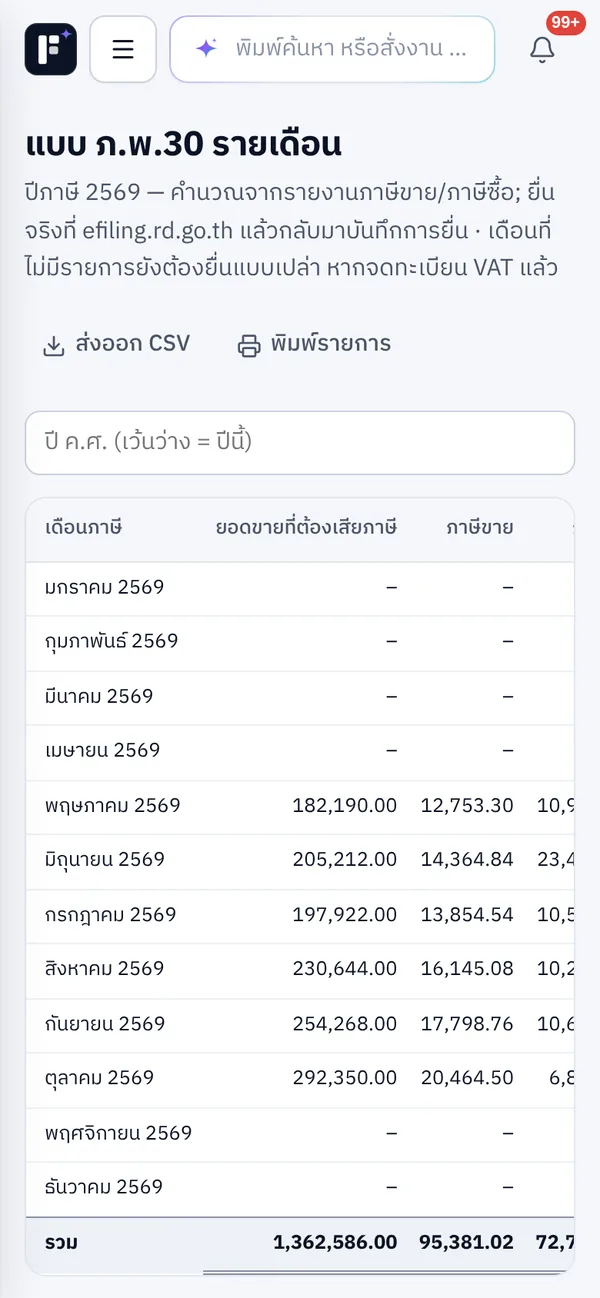 99+
พิมพ์ค้นหา หรือสั่งงาน ...
แบบ ภ.พ.30 รายเดือน
ปีภาษี 2569 — คำนวณจากรายงานภาษีขาย/ภาษีซื้อ; ยื่น
จริงที่ efiling.rd.go.th แล้วกลับมาบันทึกการยื่น · เดือนที่
ไม่มีรายการยังต้องยื่นแบบเปล่า หากจดทะเบียน VAT แล้ว
ส่งออก CSV พิมพ์รายการ
ปี ค.ศ. (เว้นว่าง = ปีนี้)
เดือนภาษี ยอดขายที่ต้องเสียภาษี ภาษีขาย
มกราคม 2569 – –
กุมภาพันธ์ 2569 – –
มีนาคม 2569 – –
เมษายน 2569 – –
พฤษภาคม 2569 182,190.00 12,753.30 10,9
มิถุนายน 2569 205,212.00 14,364.84 23,4
กรกฎาคม 2569 197,922.00 13,854.54 10,5
สิงหาคม 2569 230,644.00 16,145.08 10,2
กันยายน 2569 254,268.00 17,798.76 10,6
ตุลาคม 2569 292,350.00 20,464.50 6,8
พฤศจิกายน 2569 – –
ธันวาคม 2569 – –
รวม 1,362,586.00 95,381.02 72,7